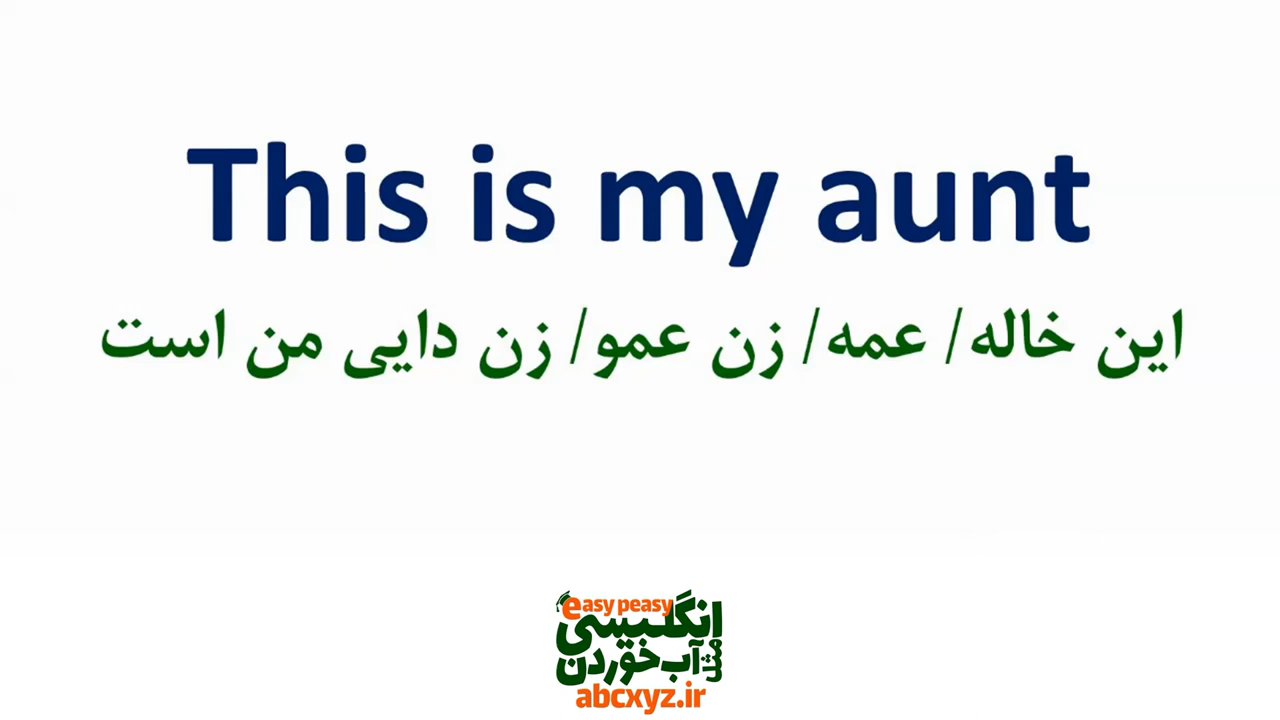 This is my aunt
این خاله/ عمه/ زن عمو/ زن دایی من است
easy peasy
انگلیسی
مثل آب خوردن
abcxyz.ir